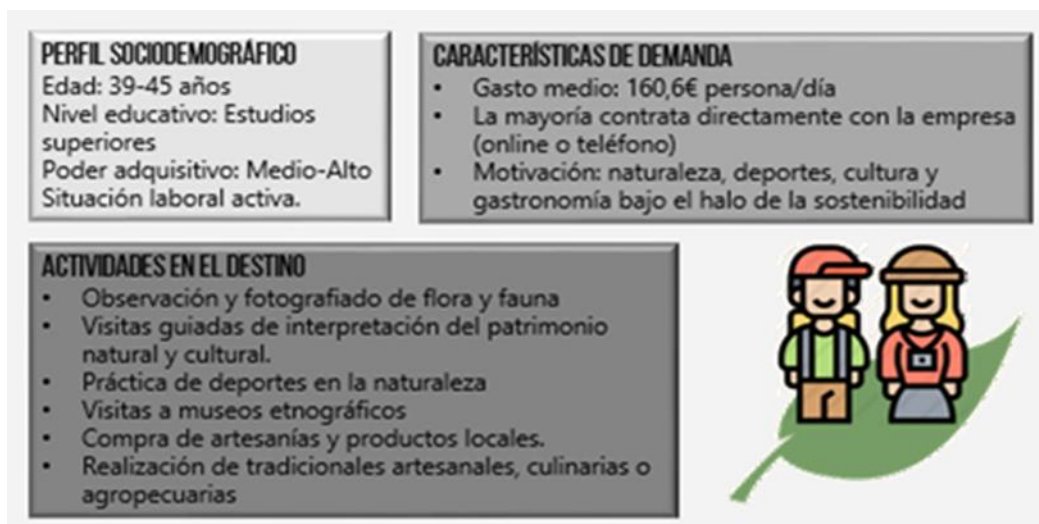 PERFIL SOCIODEMOGRÁFICO
Edad: 39-45 años
Nivel educativo: Estudios
superiores
Poder adquisitivo: Medio-Alto
Situación laboral activa.
CARACTERÍSTICAS DE DEMANDA
• Gasto medio: 160,6€ persona/día
• La mayoría contrata directamente con la empresa
(online o teléfono)
• Motivación: naturaleza, deportes, cultura y
gastronomía bajo el halo de la sostenibilidad
ACTIVIDADES EN EL DESTINO
• Observación y fotografiado de flora y fauna
• Visitas guiadas de interpretación del patrimonio
natural y cultural.
• Práctica de deportes en la naturaleza
• Visitas a museos etnográficos
• Compra de artesanías y productos locales.
• Realización de tradicionales artesanales, culinarias o
agropecuarias